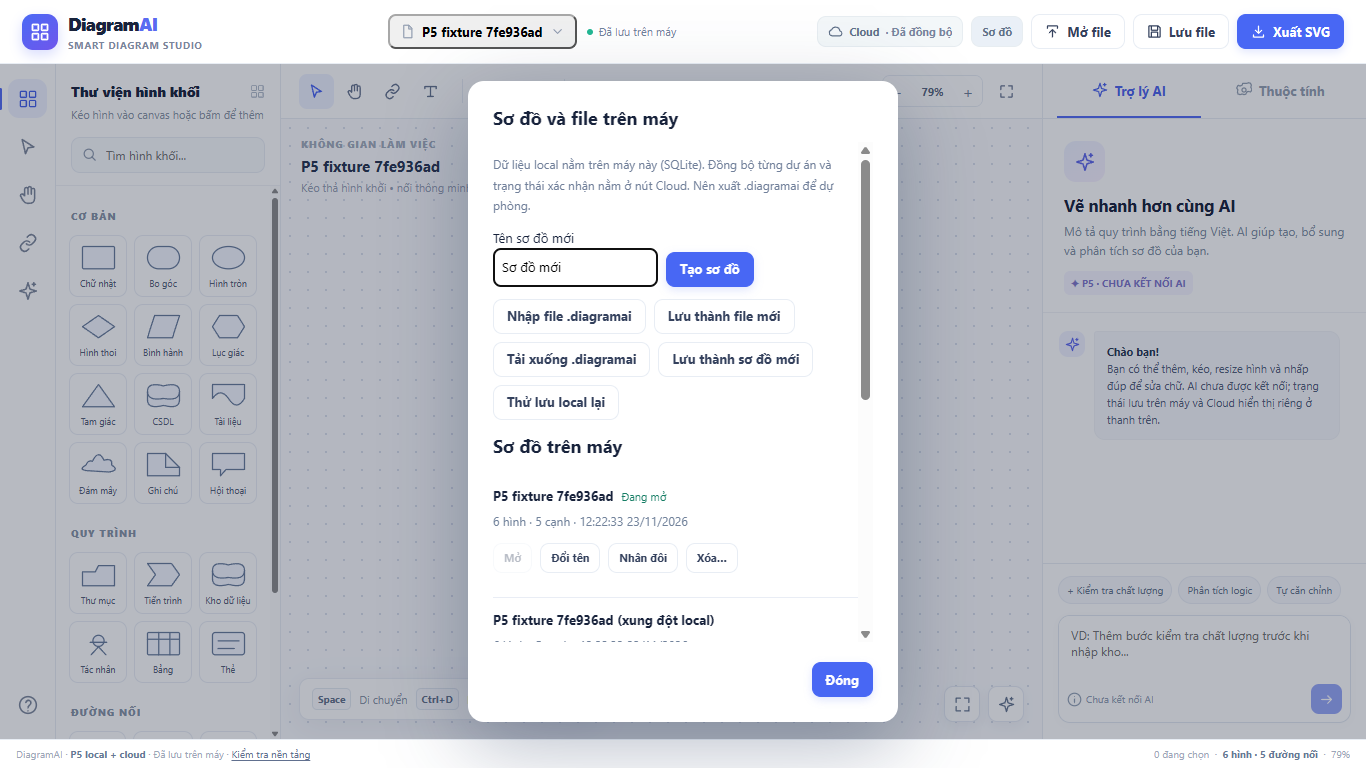 DiagramAI
SMART DIAGRAM STUDIO
P5 fixture 7fe936ad
Đã lưu trên máy
Cloud · Đã đồng bộ
Sơ đồ
Mở file
Lưu file
Xuất SVG
Thư viện hình khối
Kéo hình vào canvas hoặc bấm để thêm
Tìm hình khối...
CƠ BẢN
Chữ nhật
Bo góc
Hình tròn
Hình thoi
Bình hành
Lục giác
Tam giác
CSDL
Tài liệu
Đám mây
Ghi chú
Hội thoại
QUY TRÌNH
Thư mục
Tiến trình
Kho dữ liệu
Tác nhân
Bảng
Thẻ
ĐƯỜNG NỐI
79%
+
KHÔNG GIAN LÀM VIỆC
P5 fixture 7fe936ad
Kéo thả hình khối • nối thông minh
Space
Di chuyển
Ctrl+D
Sơ đồ và file trên máy
Dữ liệu local nằm trên máy này (SQLite). Đồng bộ từng dự án và
trạng thái xác nhận nằm ở nút Cloud. Nên xuất .diagramai để dự
phòng.
Tên sơ đồ mới
Sơ đồ mới
Tạo sơ đồ
Nhập file .diagramai
Lưu thành file mới
Tải xuống .diagramai
Lưu thành sơ đồ mới
Thử lưu local lại
Sơ đồ trên máy
P5 fixture 7fe936ad Đang mở
6 hình · 5 cạnh · 12:22:33 23/11/2026
Mở
Đổi tên
Nhân đôi
Xóa...
P5 fixture 7fe936ad (xung đột local)
Đóng
Trợ lý AI
Thuộc tính
Vẽ nhanh hơn cùng AI
Mô tả quy trình bằng tiếng Việt. AI giúp tạo, bổ sung
và phân tích sơ đồ của bạn.
✦ P5 · CHƯA KẾT NỐI AI
Chào bạn!
Bạn có thể thêm, kéo, resize hình và nhấp
đúp để sửa chữ. AI chưa được kết nối; trạng
thái lưu trên máy và Cloud hiển thị riêng ở
thanh trên.
+ Kiểm tra chất lượng
Phân tích logic
Tự căn chỉnh
VD: Thêm bước kiểm tra chất lượng trước khi
nhập kho...
Chưa kết nối AI
DiagramAI · P5 local + cloud · Đã lưu trên máy · Kiểm tra nền tảng
0 đang chọn · 6 hình • 5 đường nối · 79%